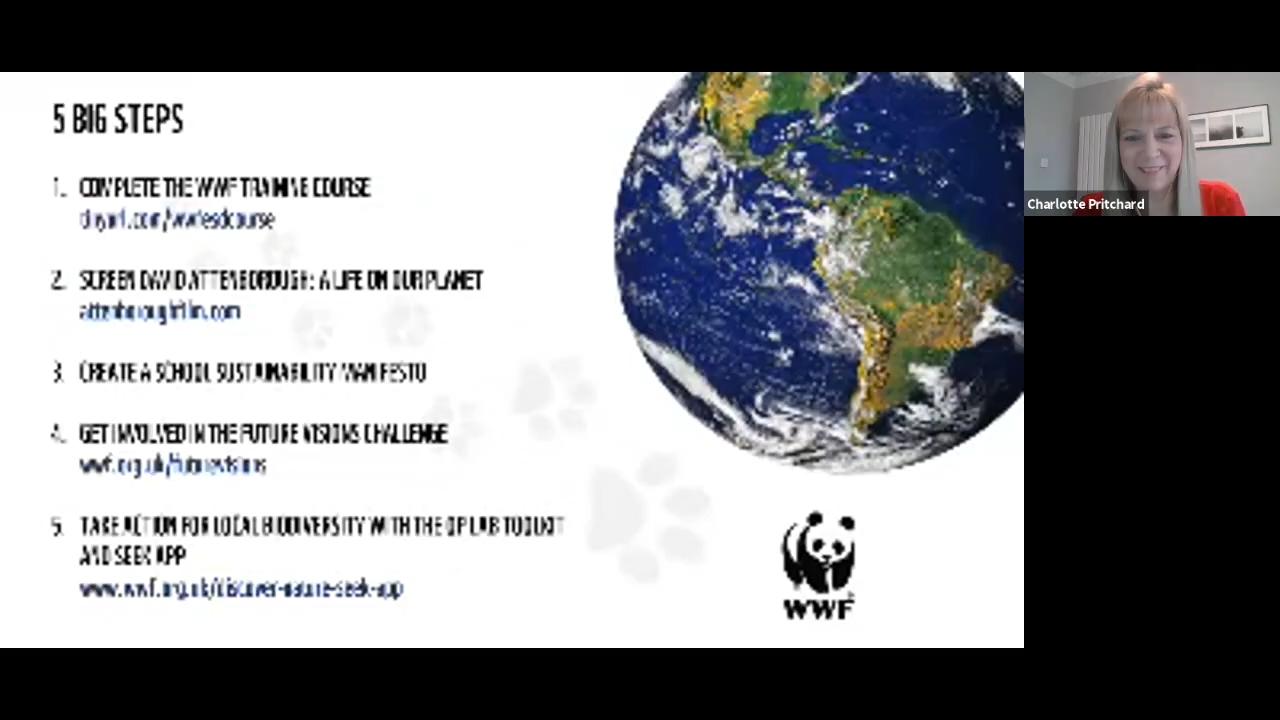 5 BIG STEPS
1. COMPLETE THE WWF TRAINING COURSE
tinyurl.com/wwfesdcourse
2. SCREEN DAVID ATTENBOROUGH: A LIFE ON OUR PLANET
attenboroughfilm.com
3. CREATE A SCHOOL SUSTAINABILITY MANIFESTO
4. GET INVOLVED IN THE FUTURE VISIONS CHALLENGE
wwf.org.uk/futurevisions
5. TAKE ACTION FOR LOCAL BIODIVERSITY WITH THE OP LAB TOOLKIT
AND SEEK APP
www.wwf.org.uk/discover-nature-seek-app
WWF
Charlotte Pritchard